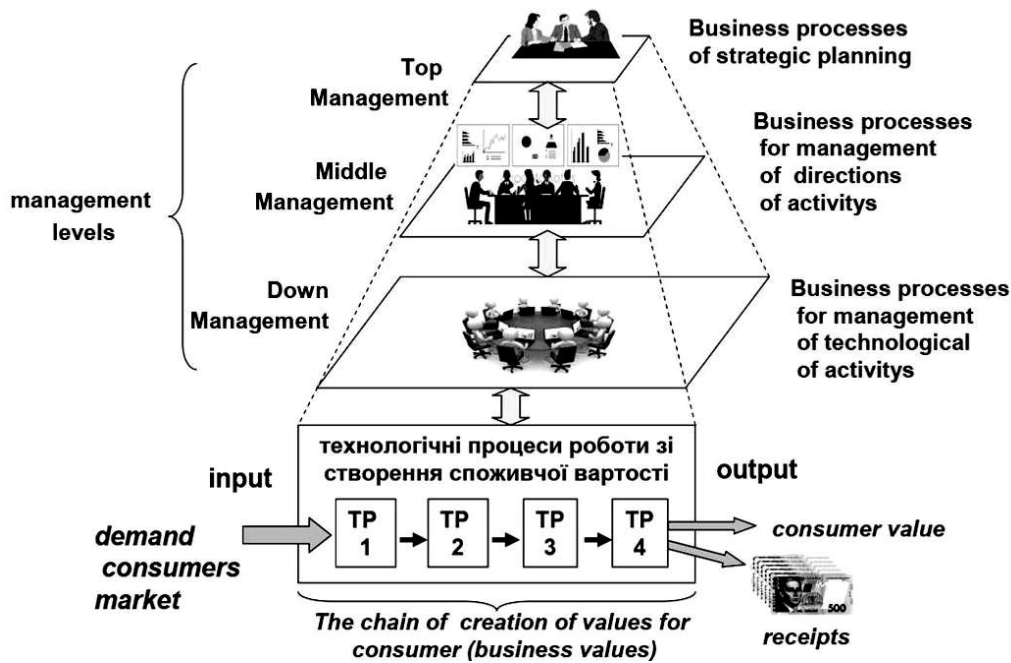 Business processes
of strategic planning
Top
Management
Business processes
for management
of directions
of activitys
Middle
Management
management
levels
Down
Management
Business processes
for management
of technological
of activitys
технологічні процеси роботи зі
створення споживчої вартості
input
output
TP
1
TP
2
TP
3
TP
4
demand
consumers
market
consumer value
500
receipts
The chain of creation of values for
consumer (business values)